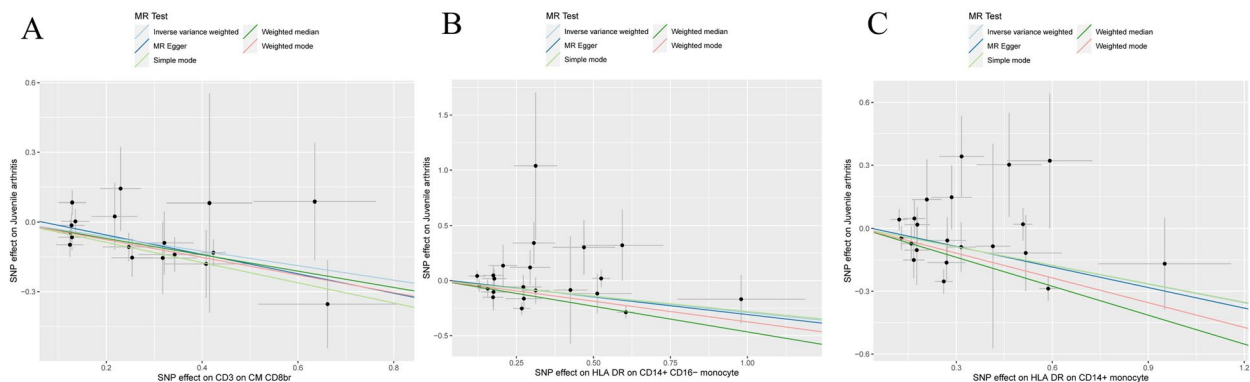 A
MR Test
Inverse variance weighted
Weighted median
MR Egger
Weighted mode
Simple mode
0.6
0.3
0.0
−0.3
SNP effect on Juvenile arthritis
0.2
0.4
0.6
0.8
SNP effect on CD3 on CM CD8br
B
MR Test
Inverse variance weighted
Weighted median
MR Egger
Weighted mode
Simple mode
1.5
1.0
0.5
0.0
−0.5
SNP effect on Juvenile arthritis
0.25
0.50
0.75
1.00
SNP effect on HLA DR on CD14+ CD16− monocyte
C
MR Test
Inverse variance weighted
Weighted median
MR Egger
Weighted mode
Simple mode
0.6
0.3
0.0
−0.3
−0.6
SNP effect on Juvenile arthritis
0.3
0.6
0.9
1.2
SNP effect on HLA DR on CD14+ monocyte